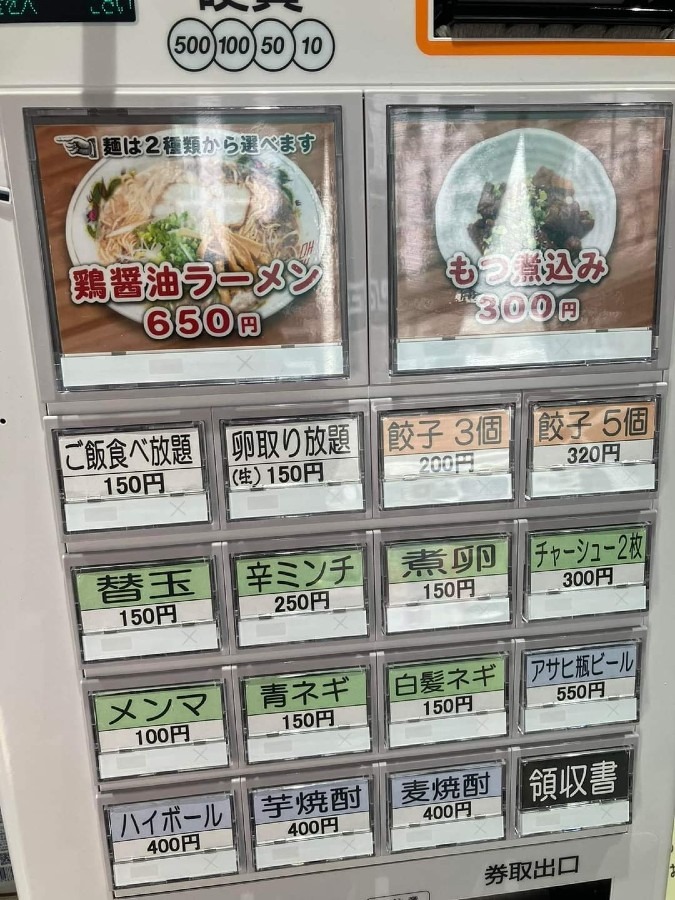 500 100 50 10
麺は2種類から選べます
鶏醤油ラーメン
650円
もつ煮込み
300円
ご飯食べ放題
150円
卵取り放題
(生)150円
餃子 3個
200円
餃子 5個
320円
替玉
150円
辛ミンチ
250円
煮卵
150円
チャーシュー2枚
300円
メンマ
100円
青ネギ
150円
白髪ネギ
150円
アサヒ瓶ビール
550円
ハイボール
400円
芋焼酎
400円
麦焼酎
400円
領収書
券取出口